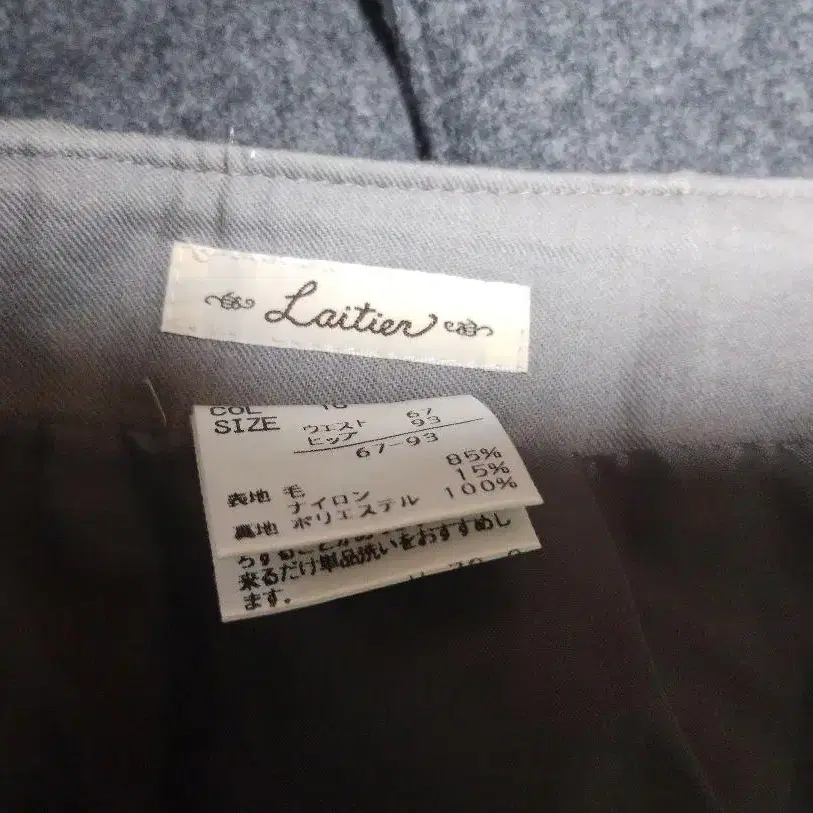 Laitier
COL
SIZE ウエスト 67
ヒップ 93
67-93
表地 毛 85%
ナイロン 15%
裏地 ポリエステル 100%
来るだけ単品洗いをおすすめし
ます。